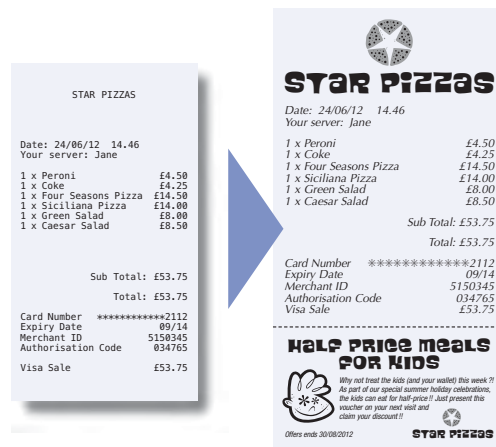 STAR PIZZAS
Date: 24/06/12 14.46
Your server: Jane
1 x Peroni £4.50
1 x Coke £4.25
1 x Four Seasons Pizza £14.50
1 x Siciliana Pizza £14.00
1 x Green Salad £8.00
1 x Caesar Salad £8.50
Sub Total: £53.75
Total: £53.75
Card Number ************2112
Expiry Date 09/14
Merchant ID 5150345
Authorisation Code 034765
Visa Sale £53.75
STAR PIZZAS
Date: 24/06/12 14.46
Your server: Jane
1 x Peroni £4.50
1 x Coke £4.25
1 x Four Seasons Pizza £14.50
1 x Siciliana Pizza £14.00
1 x Green Salad £8.00
1 x Caesar Salad £8.50
Sub Total: £53.75
Total: £53.75
Card Number ************2112
Expiry Date 09/14
Merchant ID 5150345
Authorisation Code 034765
Visa Sale £53.75
HALF PRICE MEALS
FOR KIDS
Why not treat the kids (and your wallet) this week ?!
As part of our special summer holiday celebrations,
the kids can eat for half-price !! Just present this
voucher on your next visit and
claim your discount !!
Offers ends 30/08/2012
STAR PIZZAS